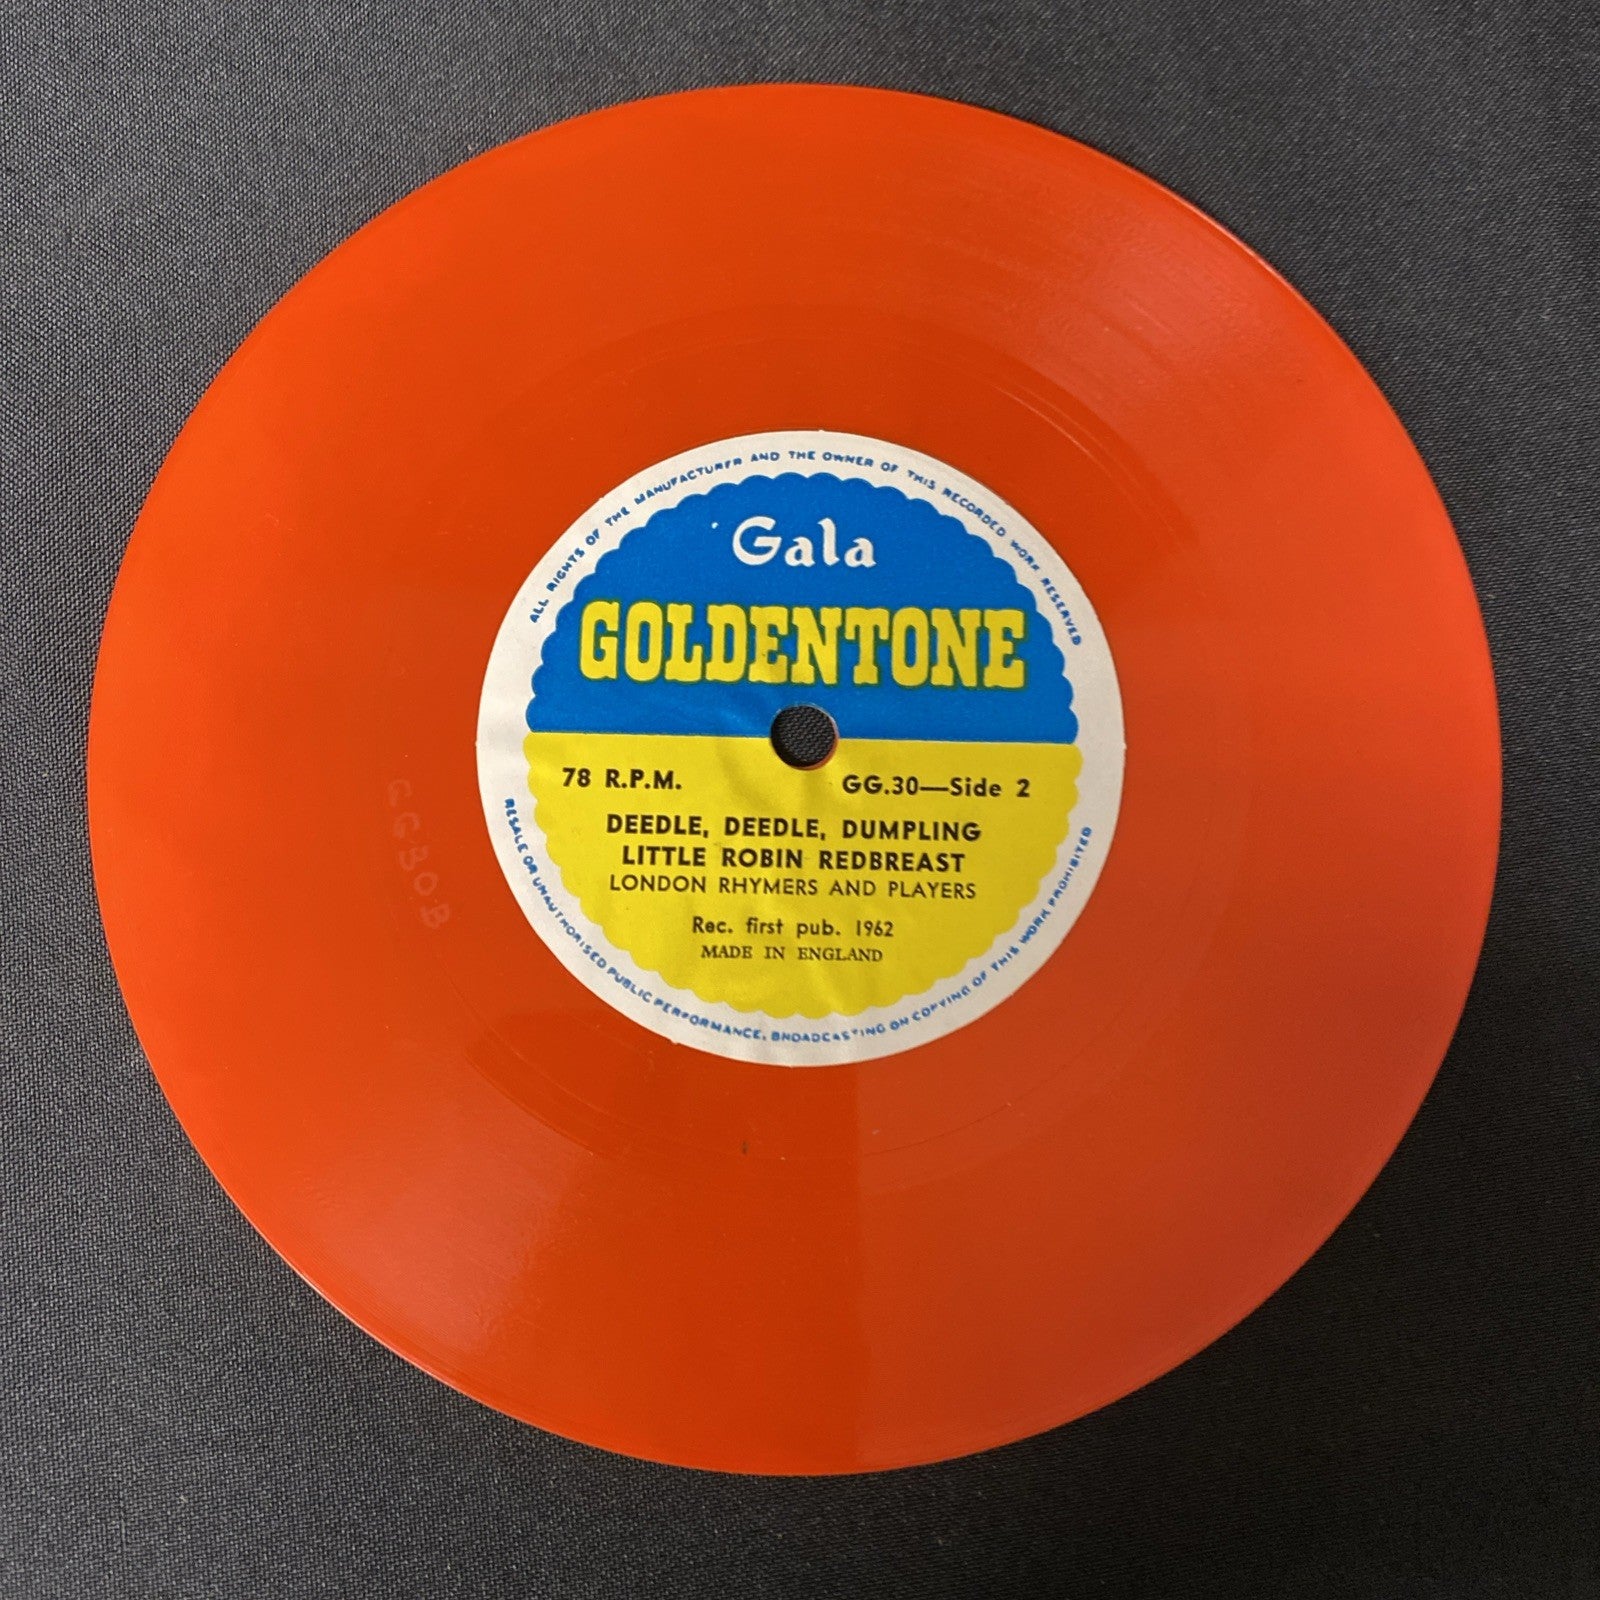 ALL RIGHTS OF THE MANUFACTURER AND THE OWNER OF THIS RECORDED WORK RESERVED
Gala
GOLDENTONE
78 R.P.M.
GG.30—Side 2
DEEDLE, DEEDLE, DUMPLING
LITTLE ROBIN REDBREAST
LONDON RHYMERS AND PLAYERS
Rec. first pub. 1962
MADE IN ENGLAND
RESALE OR UNAUTHORISED PUBLIC PERFORMANCE, BROADCASTING OR COPYING OF THIS WORK PROHIBITED
GG30.B